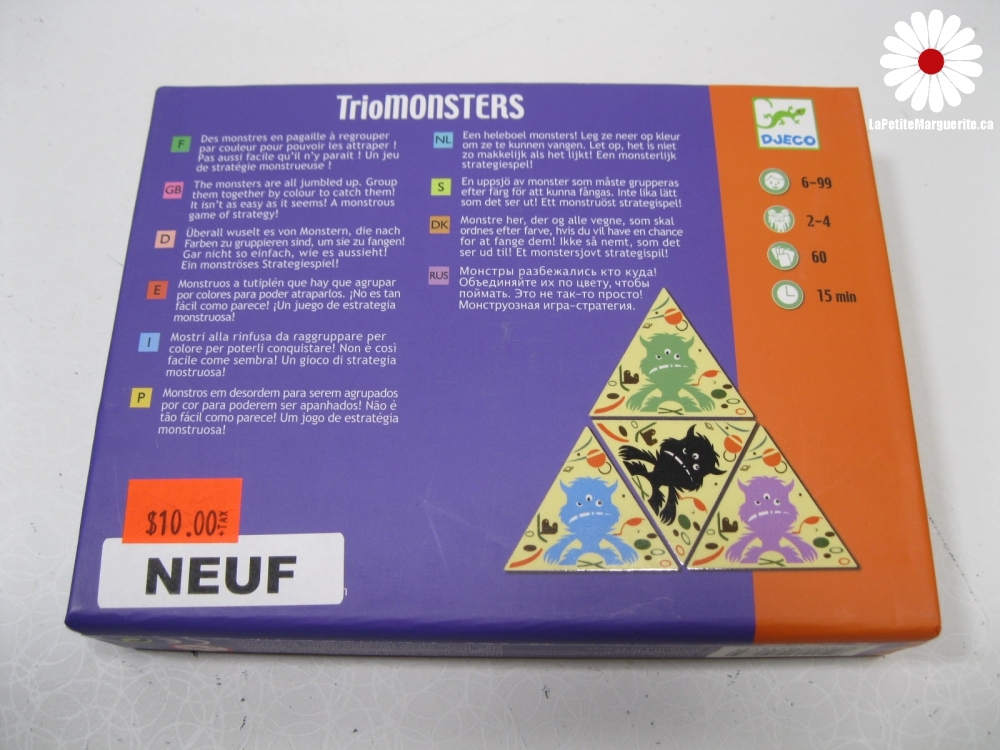 LaPetiteMarguerite.ca
TrioMONSTERS
F
Des monstres en pagaille à regrouper
par couleur pour pouvoir les attraper !
Pas aussi facile qu'il n'y paraît ! Un jeu
de stratégie monstrueuse !
GB
The monsters are all jumbled up. Group
them together by colour to catch them!
It isn't as easy as it seems! A monstrous
game of strategy!
D
Überall wuselt es von Monstern, die nach
Farben zu gruppieren sind, um sie zu fangen!
Gar nicht so einfach, wie es aussieht!
Ein monströses Strategiespiel!
E
Monstruos a tutiplén que hay que agrupar
por colores para poder atraparlos. ¡No es tan
fácil como parece! ¡Un juego de estrategia
monstruosa!
I
Mostri alla rinfusa da raggruppare per
colore per poterli conquistare! Non è così
facile come sembra! Un gioco di strategia
mostruosa!
P
Monstros em desordem para serem agrupados
por cor para poderem ser apanhados! Não é
tão fácil como parece! Um jogo de estratégia
monstruosa!
NL
Een heleboel monsters! Leg ze neer op kleur
om ze te kunnen vangen. Let op, het is niet
zo makkelijk als het lijkt! Een monsterlijk
strategiespel!
S
En uppsjö av monster som måste grupperas
efter färg för att kunna fångas. Inte lika lätt
som det ser ut! Ett monstruöst strategispel!
DK
Monstre her, der og alle vegne, som skal
ordnes efter farve, hvis du vil have en chance
for at fange dem! Ikke så nemt, som det
ser ud til! Et monstersjovt strategispil!
RUS
Монстры разбежались кто куда!
Объединяйте их по цвету, чтобы
поймать. Это не так-то просто!
Монструозная игра-стратегия.
DJECO
6-99
2-4
60
15 min
$10.00
+TAX
NEUF